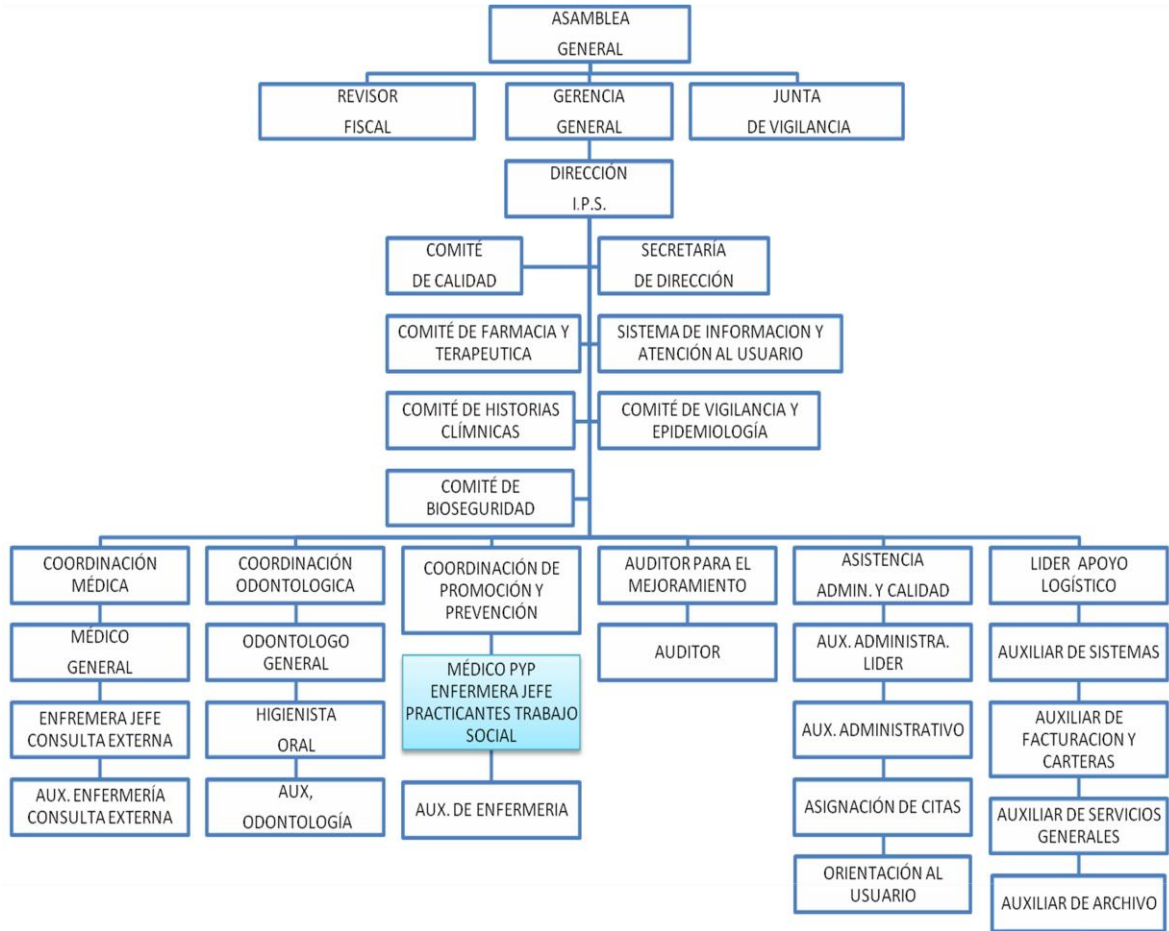 ASAMBLEA
GENERAL
REVISOR
FISCAL
GERENCIA
GENERAL
JUNTA
DE VIGILANCIA
DIRECCIÓN
I.P.S.
COMITÉ
DE CALIDAD
SECRETARÍA
DE DIRECCIÓN
COMITÉ DE FARMACIA Y
TERAPEUTICA
SISTEMA DE INFORMACION Y
ATENCIÓN AL USUARIO
COMITÉ DE HISTORIAS
CLÍMNICAS
COMITÉ DE VIGILANCIA Y
EPIDEMIOLOGÍA
COMITÉ DE
BIOSEGURIDAD
COORDINACIÓN
MÉDICA
MÉDICO
GENERAL
ENFREMERA JEFE
CONSULTA EXTERNA
AUX. ENFERMERÍA
CONSULTA EXTERNA
COORDINACIÓN
ODONTOLOGICA
ODONTOLOGO
GENERAL
HIGIENISTA
ORAL
AUX,
ODONTOLOGÍA
COORDINACIÓN DE
PROMOCIÓN Y
PREVENCIÓN
MÉDICO PYP
ENFERMERA JEFE
PRACTICANTES TRABAJO
SOCIAL
AUX. DE ENFERMERIA
AUDITOR PARA EL
MEJORAMIENTO
AUDITOR
ASISTENCIA
ADMIN. Y CALIDAD
AUX. ADMINISTRA.
LIDER
AUX. ADMINISTRATIVO
ASIGNACIÓN DE CITAS
ORIENTACIÓN AL
USUARIO
LIDER APOYO
LOGÍSTICO
AUXILIAR DE SISTEMAS
AUXILIAR DE
FACTURACION Y
CARTERAS
AUXILIAR DE SERVICIOS
GENERALES
AUXILIAR DE ARCHIVO